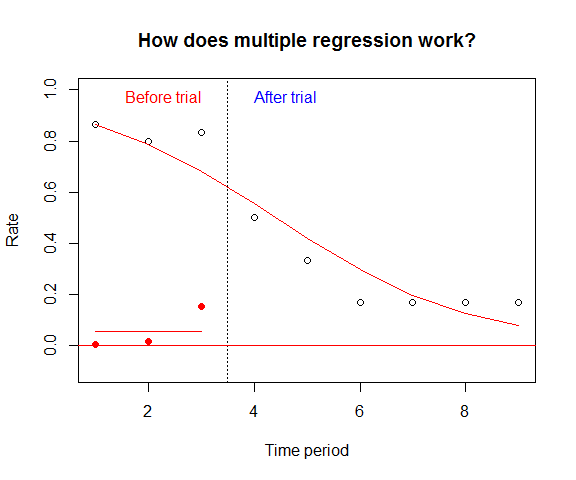 How does multiple regression work?
Before trial
After trial
Rate
1.0
0.8
0.6
0.4
0.2
0.0
2
4
6
8
Time period